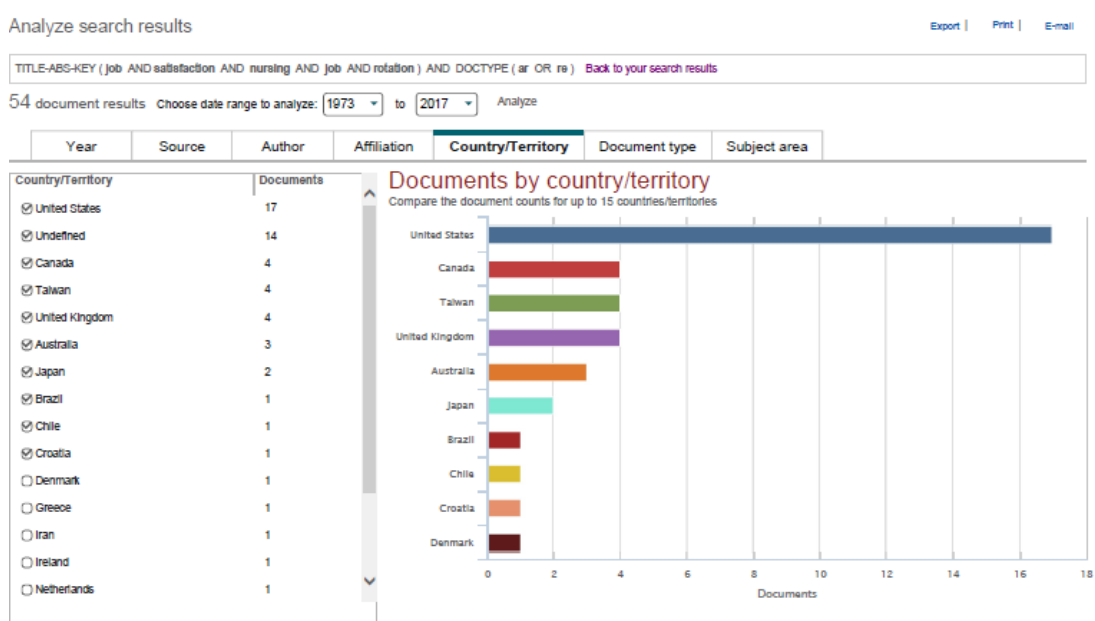 Analyze search results
Export | Print | E-mail
TITLE-ABS-KEY ( job AND satisfaction AND nursing AND job AND rotation ) AND DOCTYPE ( ar OR re ) Back to your search results
54 document results Choose date range to analyze: 1973 to 2017 Analyze
Year Source Author Affiliation Country/Territory Document type Subject area
Country/Territory Documents
United States 17
Undefined 14
Canada 4
Taiwan 4
United Kingdom 4
Australia 3
Japan 2
Brazil 1
Chile 1
Croatia 1
Denmark 1
Greece 1
Iran 1
Ireland 1
Netherlands 1
Documents by country/territory
Compare the document counts for up to 15 countries/territories
United States
Canada
Taiwan
United Kingdom
Australia
Japan
Brazil
Chile
Croatia
Denmark
0 2 4 6 8 10 12 14 16 18
Documents